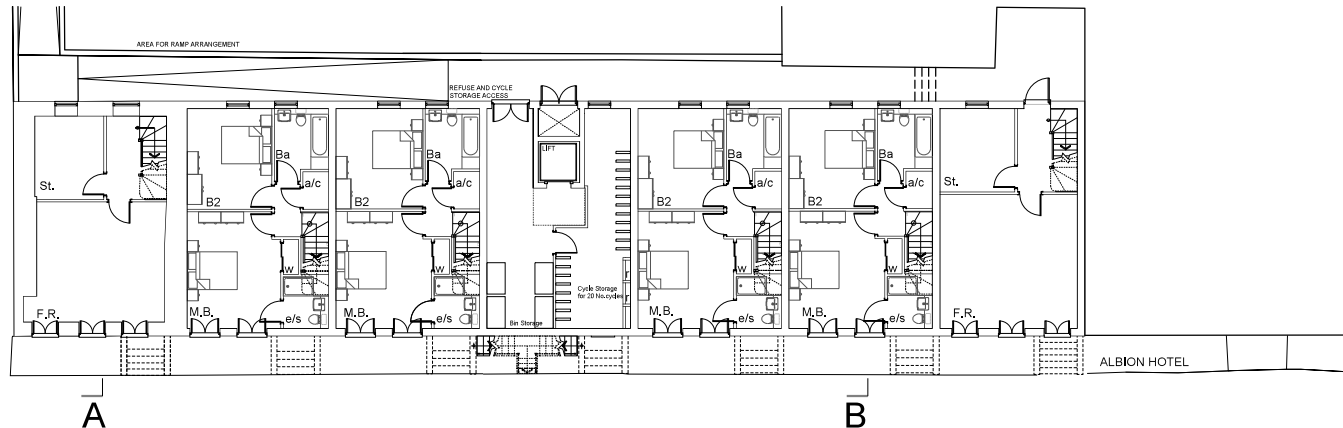 AREA FOR RAMP ARRANGEMENT
REFUSE AND CYCLE
STORAGE ACCESS
LIFT
St.
Ba
a/c
B2
Ba
a/c
B2
Ba
a/c
B2
Ba
a/c
B2
St.
W
W
W
W
Cycle Storage
for 20 No.cycles
F.R.
M.B.
e/s
M.B.
e/s
Bin Storage
M.B.
e/s
M.B.
e/s
F.R.
ALBION HOTEL
A
B